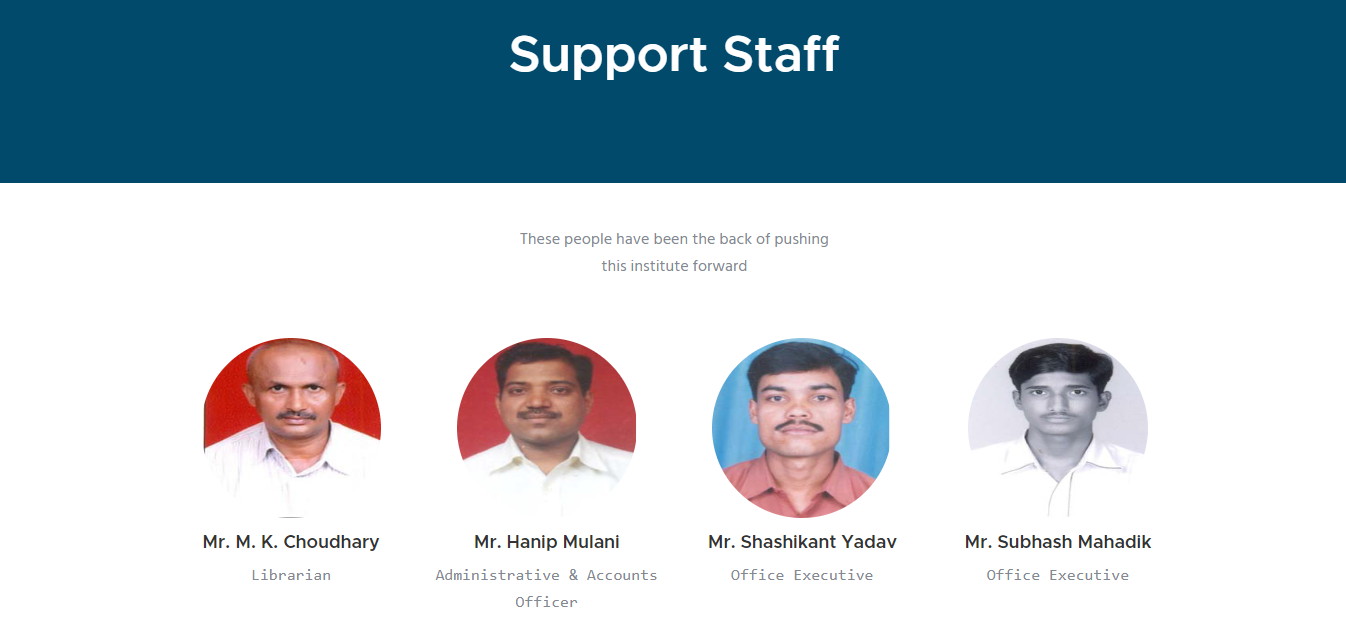 Support Staff
These people have been the back of pushing
this institute forward
Mr. M. K. Choudhary
Librarian
Mr. Hanip Mulani
Administrative & Accounts
Officer
Mr. Shashikant Yadav
Office Executive
Mr. Subhash Mahadik
Office Executive